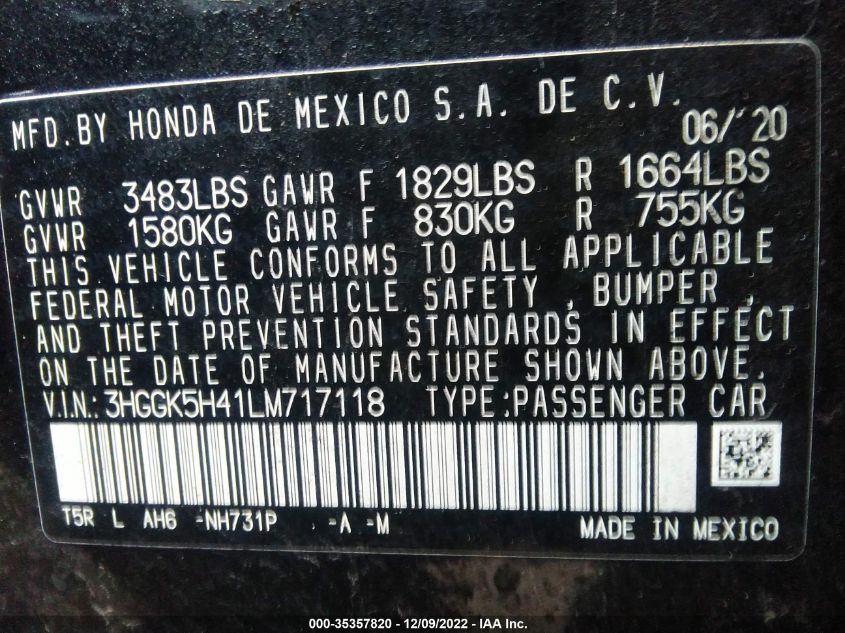 MFD.BY HONDA DE MEXICO S.A. DE C.V. 06/'20
GVWR 3483LBS GAWR F 1829LBS R 1664LBS
GVWR 1580KG GAWR F 830KG R 755KG
THIS VEHICLE CONFORMS TO ALL APPLICABLE
FEDERAL MOTOR VEHICLE SAFETY , BUMPER ,
AND THEFT PREVENTION STANDARDS IN EFFECT
ON THE DATE OF MANUFACTURE SHOWN ABOVE.
V.IN.: 3HGGK5H41LM717118 TYPE:PASSENGER CAR
T5R L AH6 -NH731P -A -M MADE IN MEXICO
000-35357820 - 12/09/2022 - IAA Inc.